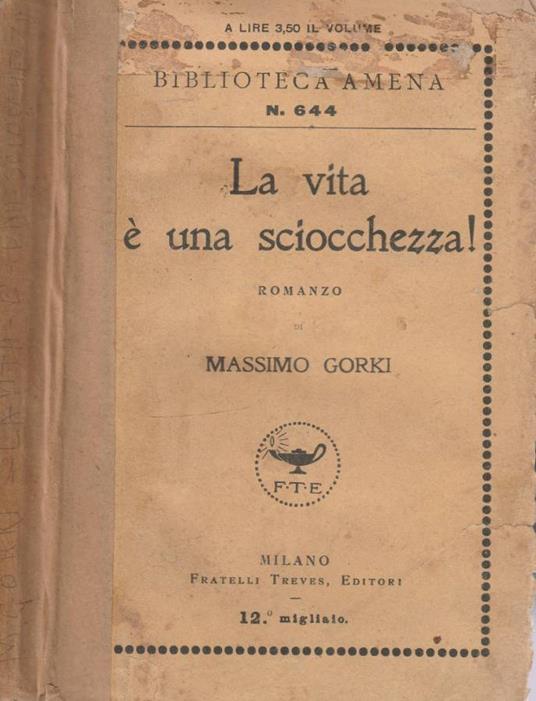 A LIRE 3,50 IL VOLUME
BIBLIOTECA AMENA
N. 644
La vita
è una sciocchezza!
ROMANZO
DI
MASSIMO GORKI
F·T·E
MILANO
FRATELLI TREVES, EDITORI
12.º migliaio.